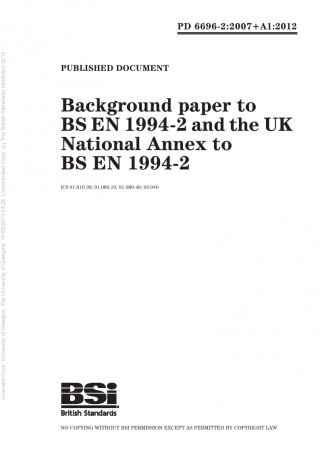 PD 6696-2:2007+A1:2012
PUBLISHED DOCUMENT
Background paper to
BS EN 1994-2 and the UK
National Annex to
BS EN 1994-2
ICS 91.010.30; 91.080.10; 91.080.40; 93.040
BSi
British Standards
NO COPYING WITHOUT BSI PERMISSION EXCEPT AS PERMITTED BY COPYRIGHT LAW